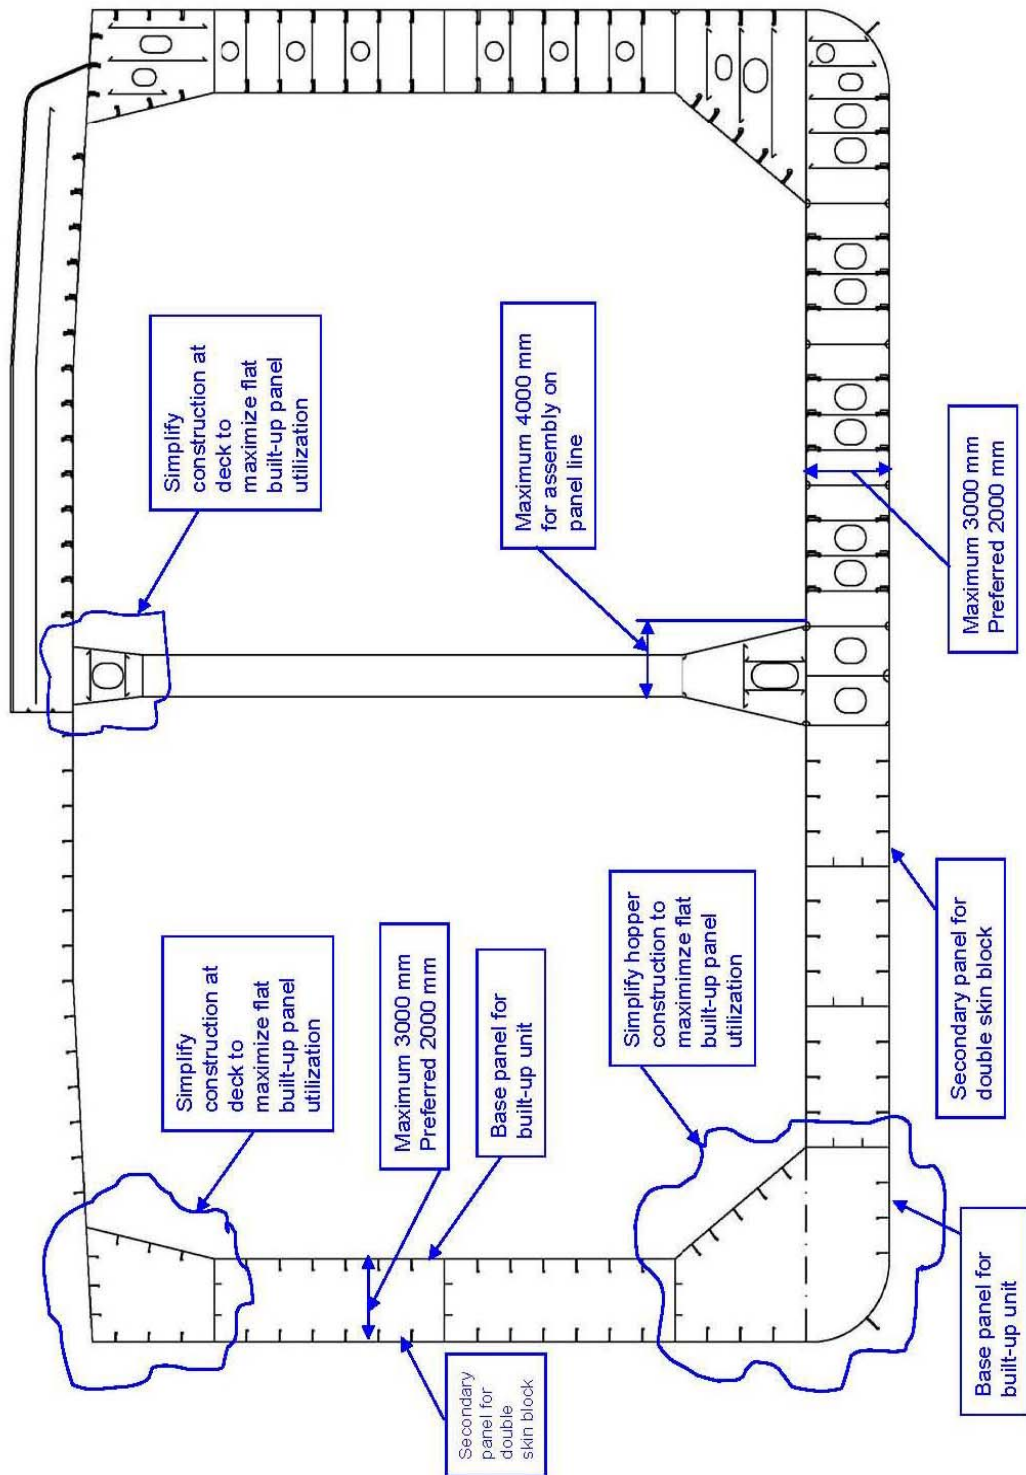 Simplify
construction at
deck to
maximize flat
built-up panel
utilization
Simplify
construction at
deck to
maximize flat
built-up panel
utilization
Maximum 3000 mm
Preferred 2000 mm
Base panel for
built-up unit
Secondary
panel for
double
skin block
Maximum 4000 mm
for assembly on
panel line
Simplify hopper
construction to
maximinize flat
built-up panel
utilization
Base panel for
built-up unit
Secondary panel for
double skin block
Maximum 3000 mm
Preferred 2000 mm